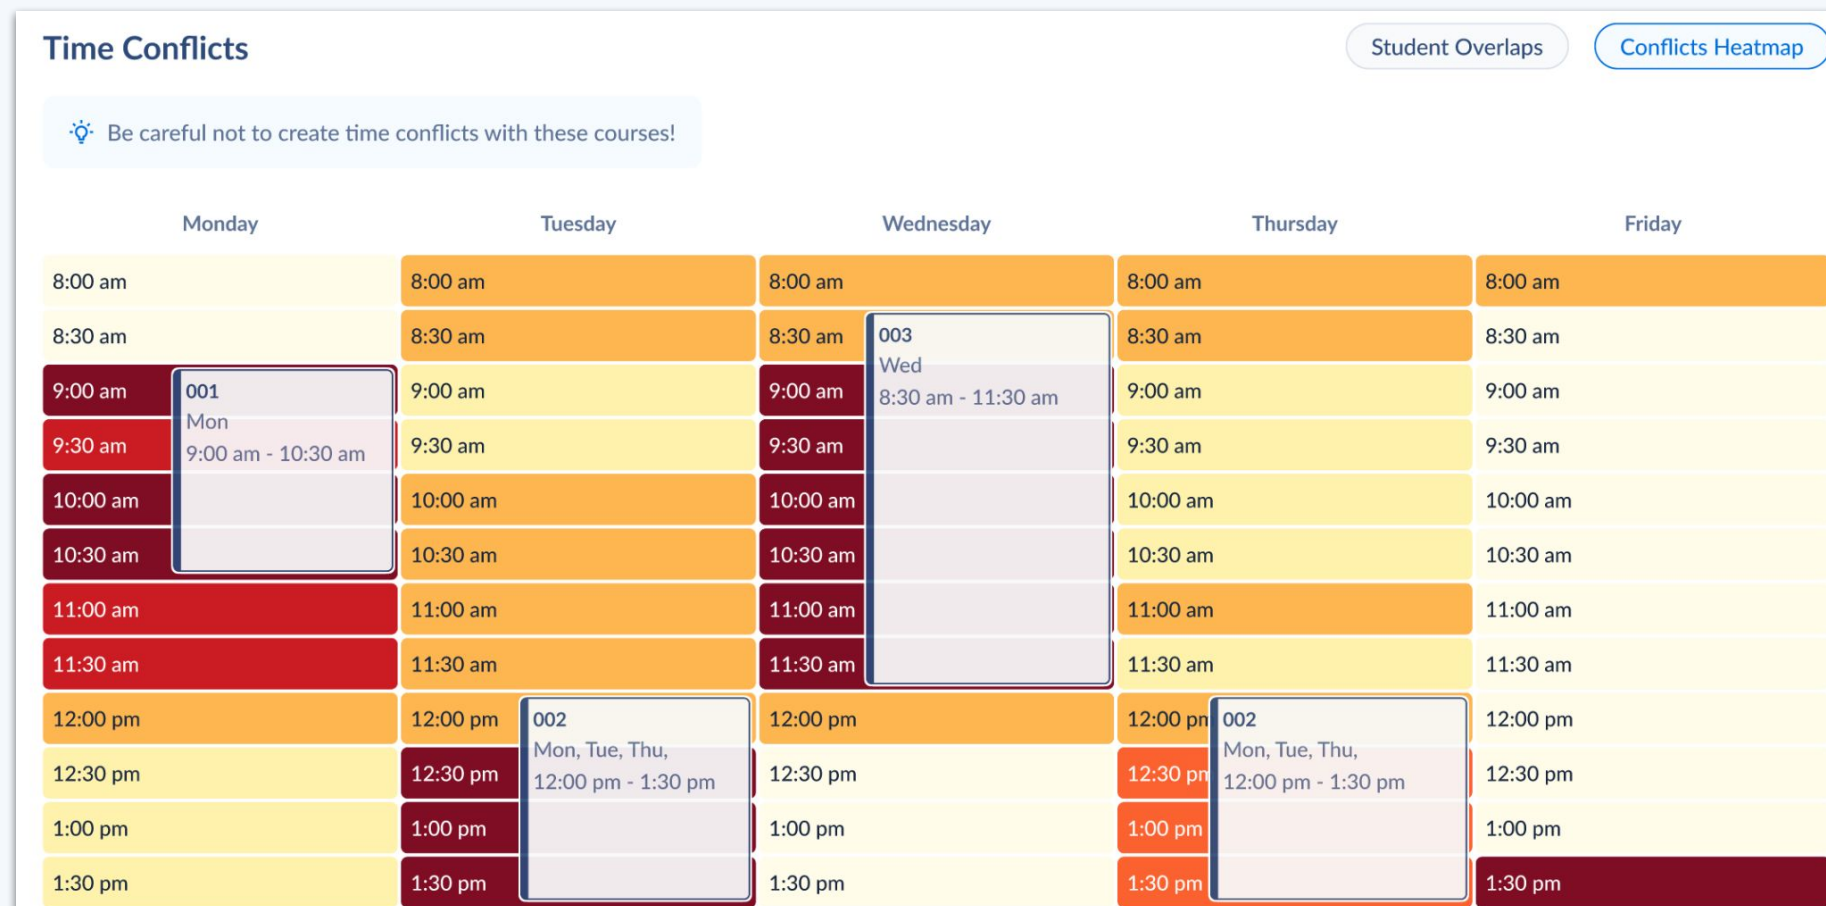 Time Conflicts
Student Overlaps
Conflicts Heatmap
Be careful not to create time conflicts with these courses!
Monday
Tuesday
Wednesday
Thursday
Friday
8:00 am
8:00 am
8:00 am
8:00 am
8:00 am
8:30 am
8:30 am
8:30 am
8:30 am
8:30 am
003
Wed
8:30 am - 11:30 am
9:00 am
9:00 am
9:00 am
9:00 am
9:00 am
001
Mon
9:00 am - 10:30 am
9:30 am
9:30 am
9:30 am
9:30 am
9:30 am
10:00 am
10:00 am
10:00 am
10:00 am
10:00 am
10:30 am
10:30 am
10:30 am
10:30 am
10:30 am
11:00 am
11:00 am
11:00 am
11:00 am
11:00 am
11:30 am
11:30 am
11:30 am
11:30 am
11:30 am
12:00 pm
12:00 pm
12:00 pm
12:00 pm
12:00 pm
002
Mon, Tue, Thu,
12:00 pm - 1:30 pm
002
Mon, Tue, Thu,
12:00 pm - 1:30 pm
12:30 pm
12:30 pm
12:30 pm
12:30 pm
12:30 pm
1:00 pm
1:00 pm
1:00 pm
1:00 pm
1:00 pm
1:30 pm
1:30 pm
1:30 pm
1:30 pm
1:30 pm